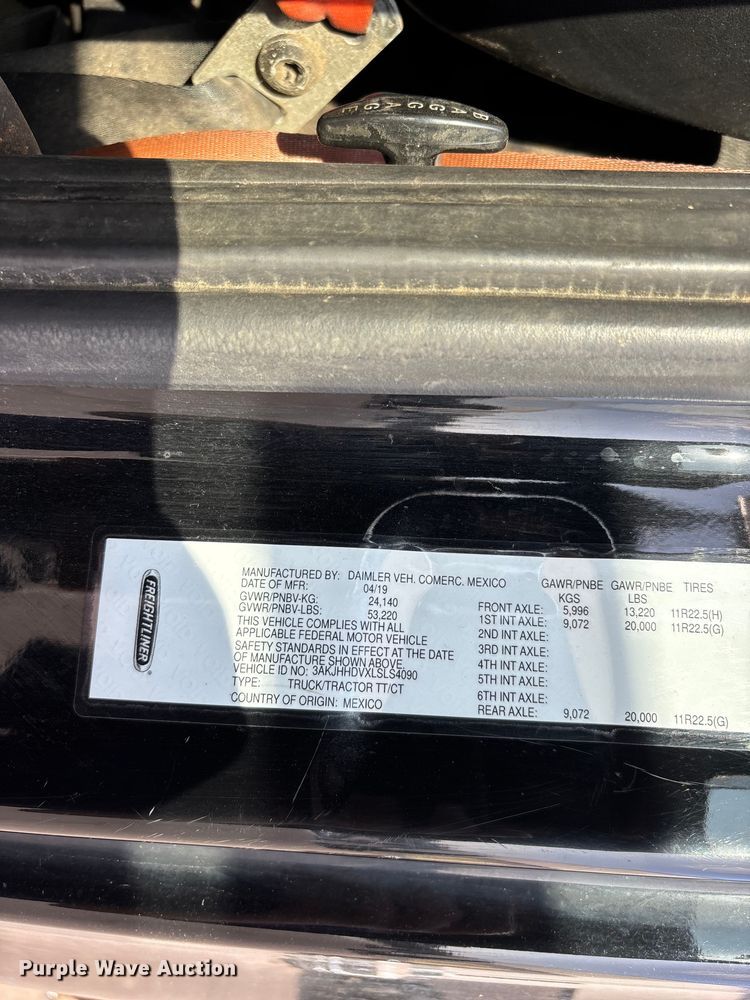 BAGGAGE
FREIGHTLINER
MANUFACTURED BY: DAIMLER VEH. COMERC. MEXICO
DATE OF MFR: 04/19
GVWR/PNBV-KG: 24,140
GVWR/PNBV-LBS: 53,220
THIS VEHICLE COMPLIES WITH ALL
APPLICABLE FEDERAL MOTOR VEHICLE
SAFETY STANDARDS IN EFFECT AT THE DATE
OF MANUFACTURE SHOWN ABOVE.
VEHICLE ID NO: 3AKJHHDVXLSLS4090
TYPE: TRUCK/TRACTOR TT/CT
COUNTRY OF ORIGIN: MEXICO
GAWR/PNBE GAWR/PNBE TIRES
KGS LBS
FRONT AXLE: 5,996 13,220 11R22.5(H)
1ST INT AXLE: 9,072 20,000 11R22.5(G)
2ND INT AXLE:
3RD INT AXLE:
4TH INT AXLE:
5TH INT AXLE:
6TH INT AXLE:
REAR AXLE: 9,072 20,000 11R22.5(G)
Purple Wave Auction